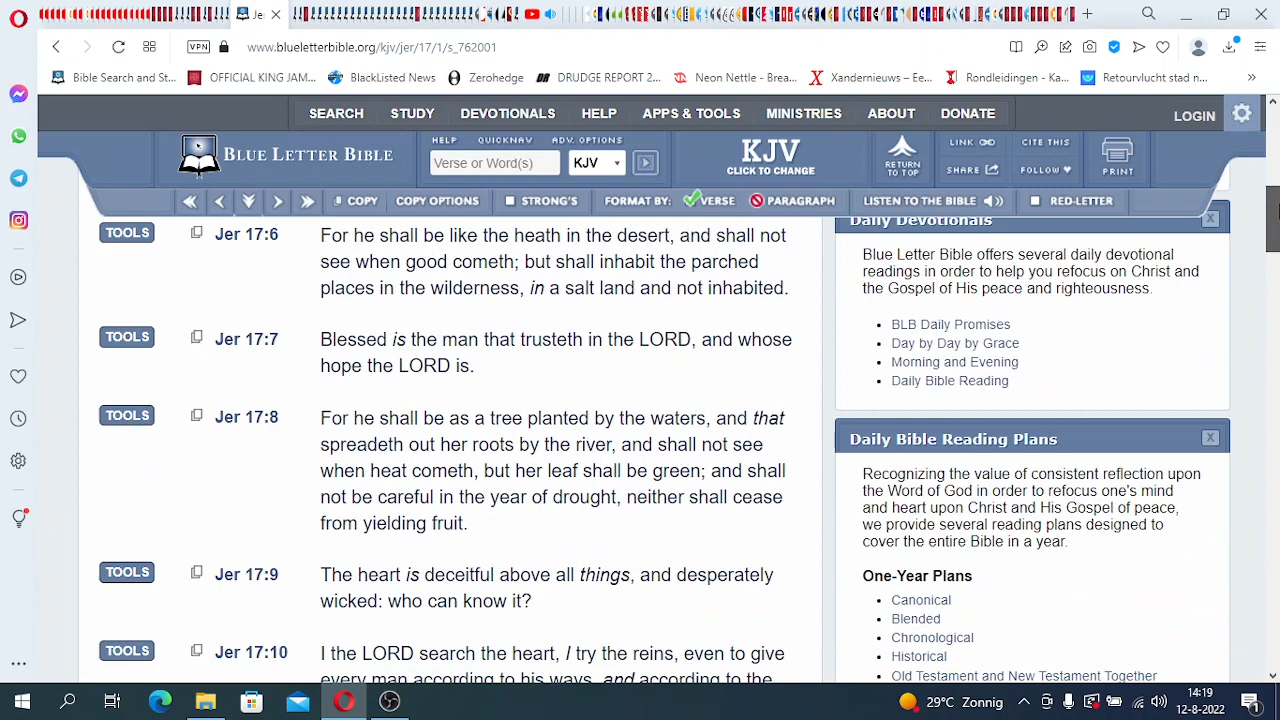 Je
VPN
www.blueletterbible.org/kjv/jer/17/1/s_762001
Bible Search and St...
OFFICIAL KING JAM...
BlackListed News
Zerohedge
DRUDGE REPORT 2...
Neon Nettle - Brea...
Xandernieuws – Ee...
Rondleidingen - Ka...
Retourvlucht stad n...
SEARCH
STUDY
DEVOTIONALS
HELP
APPS & TOOLS
MINISTRIES
ABOUT
DONATE
LOGIN
BLUE LETTER BIBLE
HELP
QUICKNAV
ADV. OPTIONS
Verse or Word(s)
KJV
KJV
CLICK TO CHANGE
RETURN
TO TOP
LINK
CITE THIS
SHARE
FOLLOW
PRINT
COPY
COPY OPTIONS
STRONG'S
FORMAT BY:
VERSE
PARAGRAPH
LISTEN TO THE BIBLE
RED-LETTER
TOOLS
Jer 17:6
For he shall be like the heath in the desert, and shall not
see when good cometh; but shall inhabit the parched
places in the wilderness, in a salt land and not inhabited.
TOOLS
Jer 17:7
Blessed is the man that trusteth in the LORD, and whose
hope the LORD is.
TOOLS
Jer 17:8
For he shall be as a tree planted by the waters, and that
spreadeth out her roots by the river, and shall not see
when heat cometh, but her leaf shall be green; and shall
not be careful in the year of drought, neither shall cease
from yielding fruit.
TOOLS
Jer 17:9
The heart is deceitful above all things, and desperately
wicked: who can know it?
TOOLS
Jer 17:10
I the LORD search the heart, I try the reins, even to give
every man according to his ways, and according to the
Daily Devotionals
X
Blue Letter Bible offers several daily devotional
readings in order to help you refocus on Christ and
the Gospel of His peace and righteousness.
BLB Daily Promises
Day by Day by Grace
Morning and Evening
Daily Bible Reading
Daily Bible Reading Plans
X
Recognizing the value of consistent reflection upon
the Word of God in order to refocus one's mind
and heart upon Christ and His Gospel of peace,
we provide several reading plans designed to
cover the entire Bible in a year.
One-Year Plans
Canonical
Blended
Chronological
Historical
Old Testament and New Testament Together
29°C Zonnig
14:19
12-8-2022
1